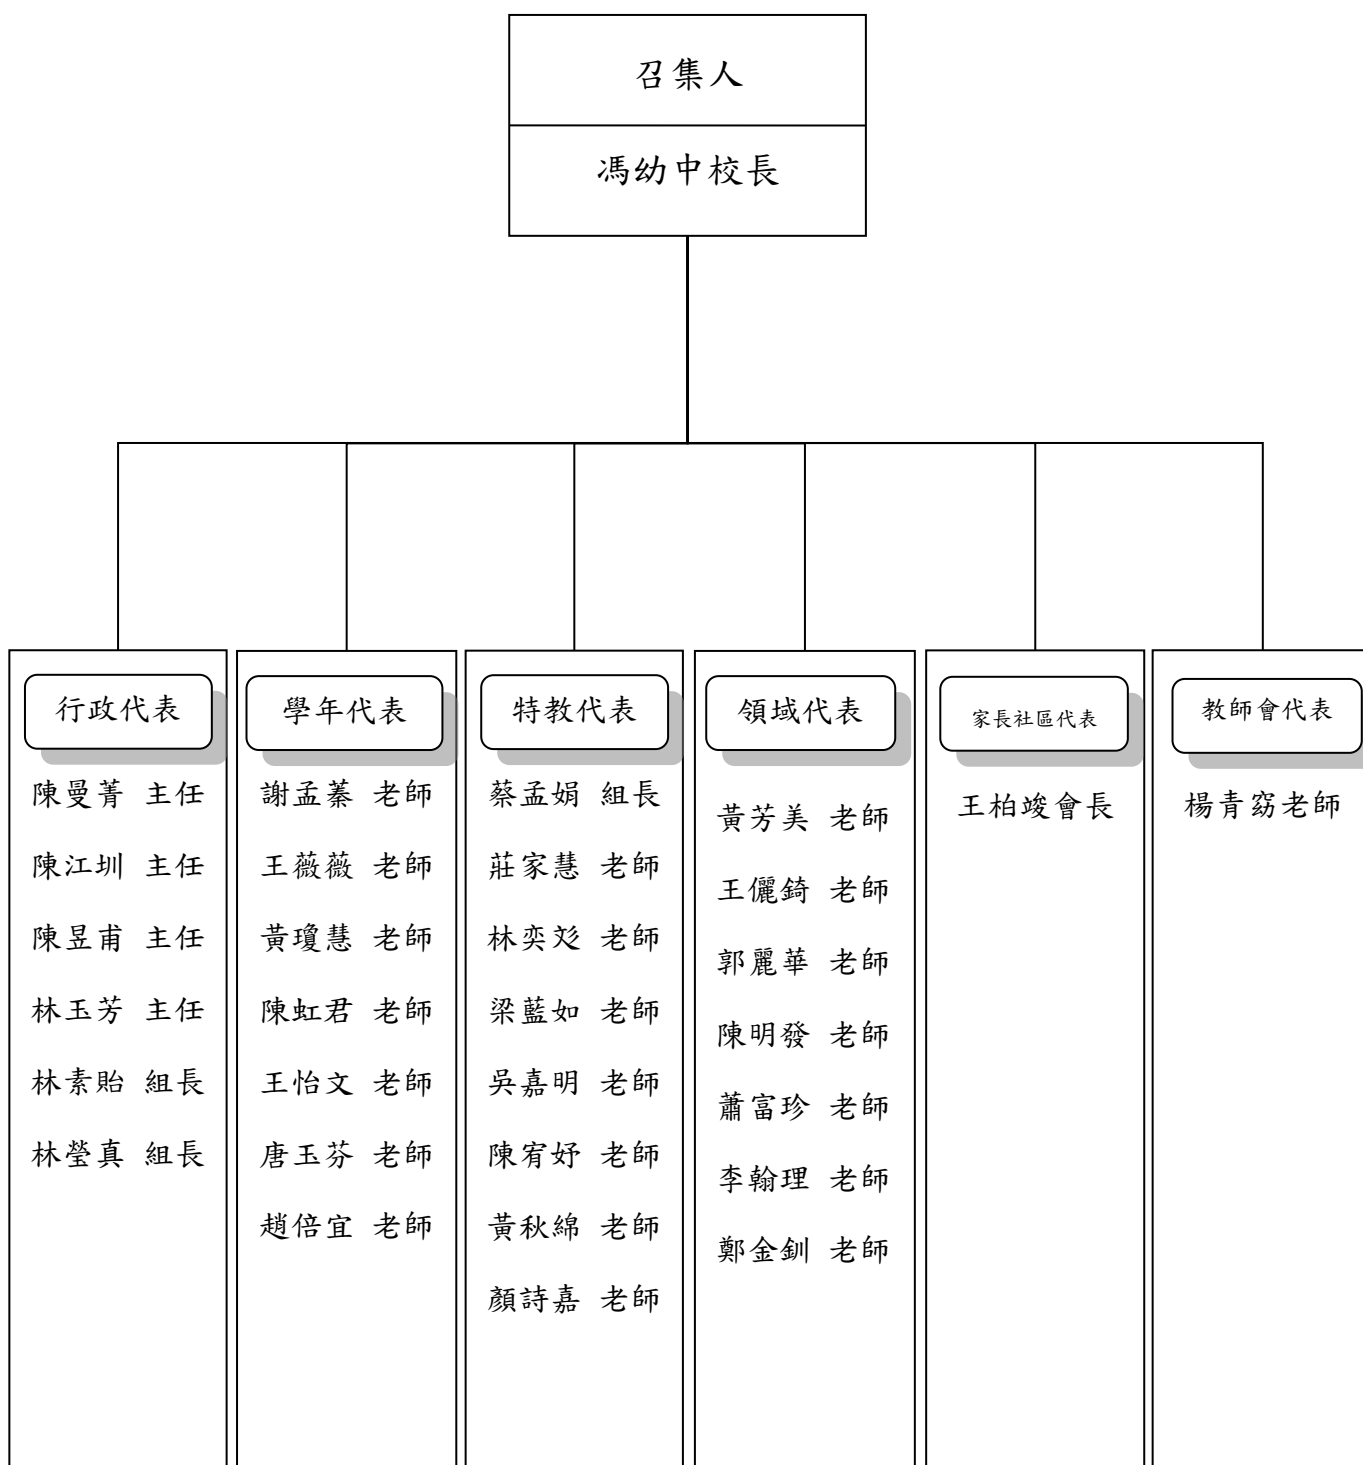 召集人
馮幼中校長
行政代表
陳曼菁 主任
陳江圳 主任
陳昱甫 主任
林玉芳 主任
林素貽 組長
林瑩真 組長
學年代表
謝孟蓁 老師
王薇薇 老師
黃瓊慧 老師
陳虹君 老師
王怡文 老師
唐玉芬 老師
趙倍宜 老師
特教代表
蔡孟娟 組長
莊家慧 老師
林奕彣 老師
梁藍如 老師
吳嘉明 老師
陳宥妤 老師
黃秋綿 老師
顏詩嘉 老師
領域代表
黃芳美 老師
王儷錡 老師
郭麗華 老師
陳明發 老師
蕭富珍 老師
李翰理 老師
鄭金釧 老師
家長社區代表
王柏竣會長
教師會代表
楊青窈老師